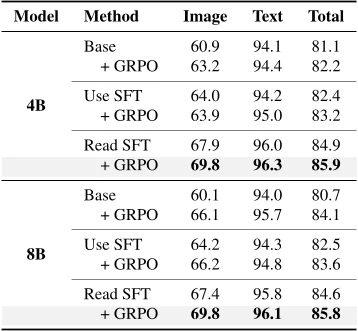 Model Method Image Text Total
4B
Base 60.9 94.1 81.1
+ GRPO 63.2 94.4 82.2
Use SFT 64.0 94.2 82.4
+ GRPO 63.9 95.0 83.2
Read SFT 67.9 96.0 84.9
+ GRPO 69.8 96.3 85.9
8B
Base 60.1 94.0 80.7
+ GRPO 66.1 95.7 84.1
Use SFT 64.2 94.3 82.5
+ GRPO 66.2 94.8 83.6
Read SFT 67.4 95.8 84.6
+ GRPO 69.8 96.1 85.8